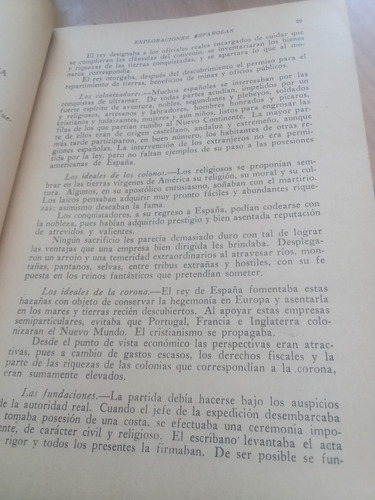 EXPLORACIONES ESPAÑOLAS
El rey designaba a los oficiales reales encargados de cuidar que
se cumplieran las cláusulas del convenio, se inventariaran los bienes
y riquezas de las tierras conquistadas, y se apartara lo que al mo-
narca correspondía.
El rey otorgaba, después del descubrimiento el permiso para el
repartimiento de tierras, beneficios de minas y oficios públicos.
Los colonizadores.—Muchos españoles se interesaban por las
conquistas de ultramar. De todas partes acudían, impelidos por un
fuerte espíritu de aventura, nobles, segundones y plebeyos, soldados
y religiosos, artesanos y labradores, hombres honrados y pícaros,
cristianos y judaizantes, mujeres y aun niños, listos para engrosar las
filas de los que partían rumbo al Nuevo Continente. La mayor par-
te de ellos eran de origen castellano, andaluz y extremeño, aunque
más tarde participaron, en buen número, los habitantes de otras re-
giones españolas. La intervención de los extranjeros no era permi-
tida por la ley, pero no faltan ejemplos de su paso a las posesiones
americanas de España.
Los ideales de los colonos.—Los religiosos se proponían sem-
brar en las tierras vírgenes de América su religión, su moral y su cul-
tura. Algunos, en su apostólico entusiasmo, soñaban con el martirio.
Los laicos pensaban adquirir muy pronto fáciles y abundantes rique-
zas: asimismo deseaban la fama.
Los conquistadores, a su regreso a España, podían codearse con
la nobleza, pues habían adquirido prestigio y bien asentada reputación
de atrevidos y valientes.
Ningún sacrificio les parecía demasiado duro con tal de lograr
las ventajas que una empresa bien dirigida les brindaba. Desplega-
ron un arrojo y una temeridad extraordinarios al atravesar ríos, mon-
tañas, pantanos, selvas, entre tribus extrañas y hostiles, con su fe
puesta en los reinos fantásticos que pretendían someter.
Los ideales de la corona.—El rey de España fomentaba estas
hazañas con objeto de conservar la hegemonía en Europa y asentarla
en los mares y tierras recién descubiertos. Al apoyar estas empresas
semiparticulares, evitaba que Portugal, Francia e Inglaterra colo-
nizaran el Nuevo Mundo. El cristianismo se propagaba.
Desde el punto de vista económico las perspectivas eran atrac-
tivas, pues a cambio de gastos escasos, los derechos fiscales y la
parte de las riquezas de las colonias que correspondían a la corona,
eran sumamente elevados.
Las fundaciones.—La partida debía hacerse bajo los auspicios
de la autoridad real. Cuando el jefe de la expedición desembarcaba
tomaba posesión de una costa, se efectuaba una ceremonia impo-
nente, de carácter civil y religioso. El escribano levantaba el acta
rigor y todos los presentes la firmaban. De ser posible se fun-